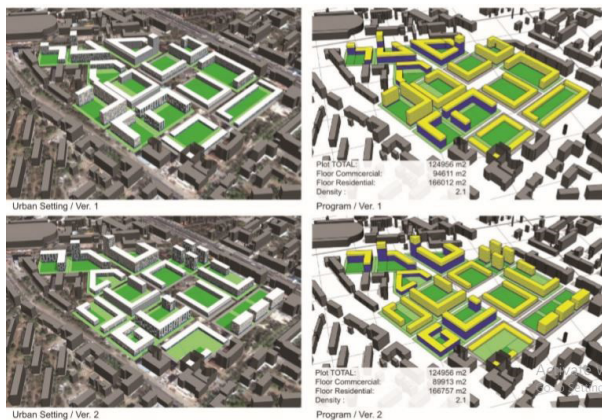 Plot TOTAL: 124956 m2
Floor Commcercial: 94611 m2
Floor Residential: 166012 m2
Density : 2.1
Urban Setting / Ver. 1
Program / Ver. 1
Plot TOTAL: 124956 m2
Floor Commcercial: 89913 m2
Floor Residential: 166757 m2
Density : 2.1
Urban Setting / Ver. 2
Program / Ver. 2